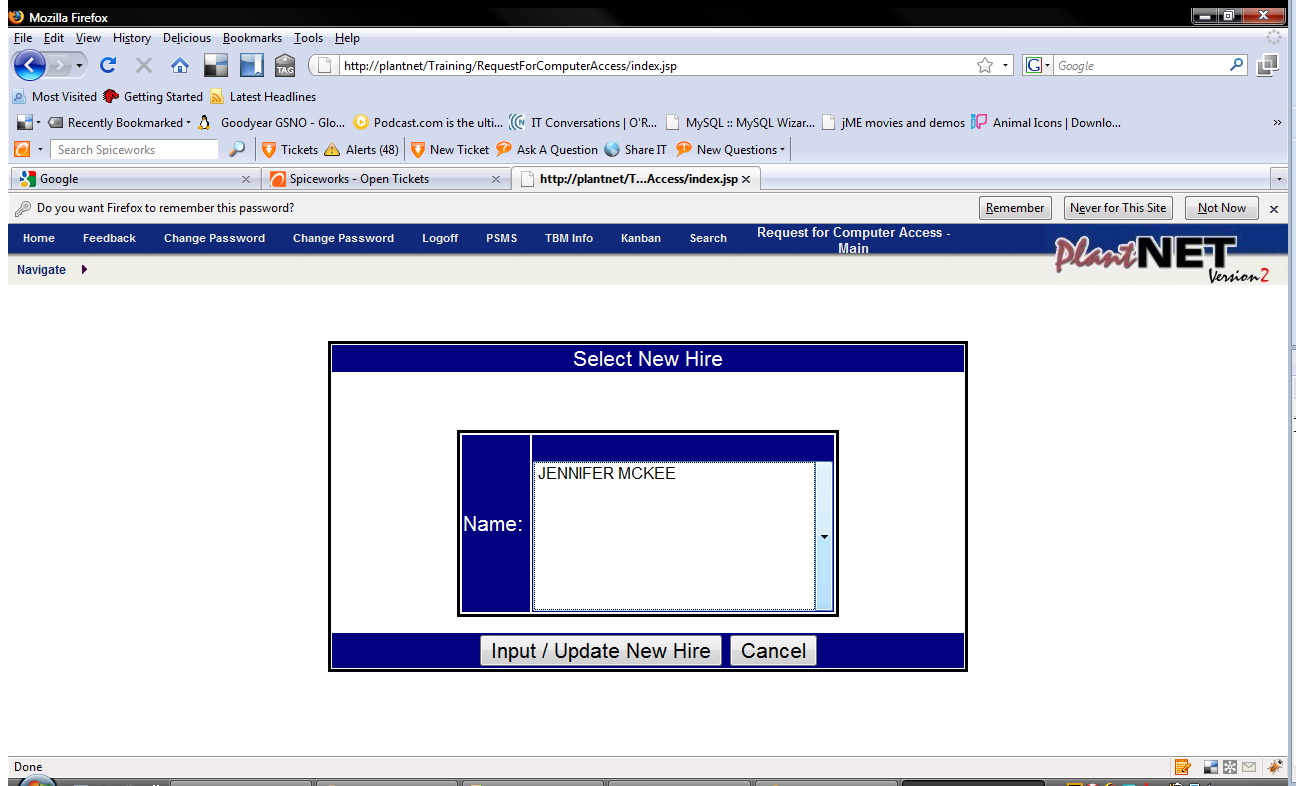 Mozilla Firefox
File Edit View History Delicious Bookmarks Tools Help
TAG http://plantnet/Training/RequestForComputerAccess/index.jsp G Google
Most Visited Getting Started Latest Headlines
Recently Bookmarked Goodyear GSNO - Glo... Podcast.com is the ulti... IT Conversations | O'R... MySQL :: MySQL Wizar... jME movies and demos Animal Icons | Downlo... »
Search Spiceworks Tickets Alerts (48) New Ticket Ask A Question Share IT New Questions
Google Spiceworks - Open Tickets http://plantnet/T...Access/index.jsp
Do you want Firefox to remember this password? Remember Never for This Site Not Now
Home Feedback Change Password Change Password Logoff PSMS TBM Info Kanban Search Request for Computer Access -
Main
PlantNET
Version2
Navigate
Select New Hire
JENNIFER MCKEE
Name:
Input / Update New Hire Cancel
Done